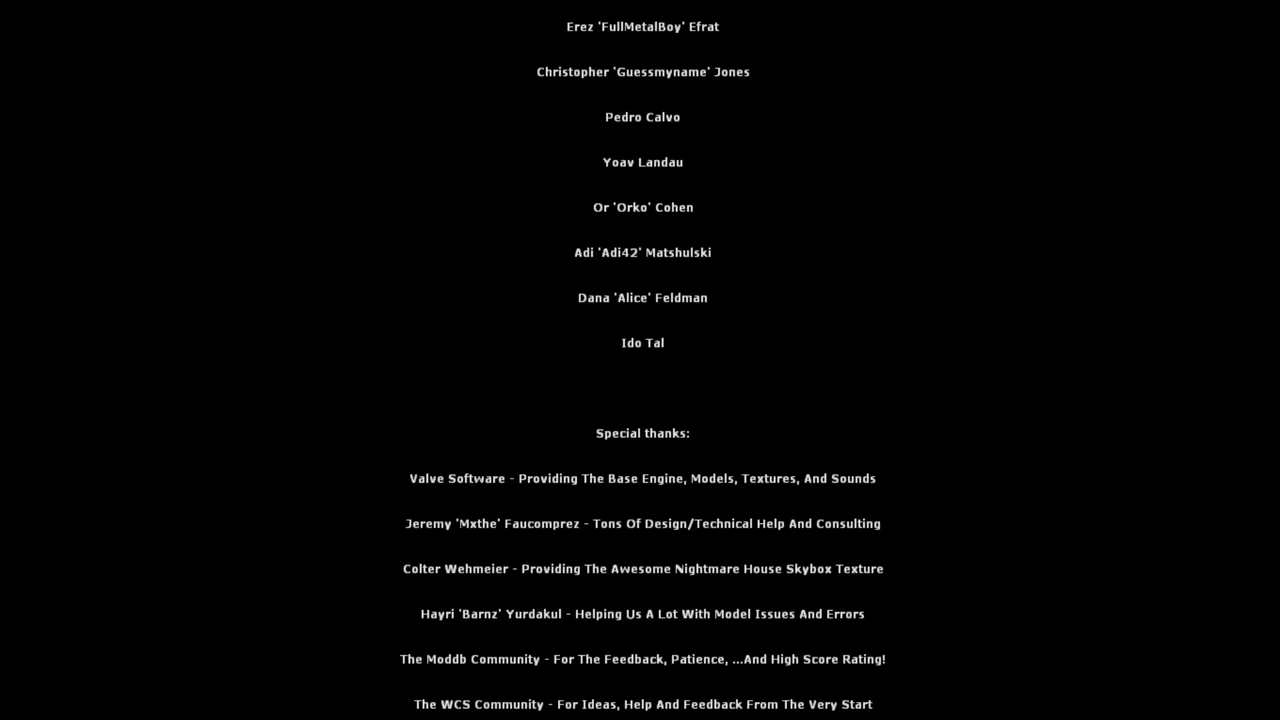 Erez 'FullMetalBoy' Efrat
Christopher 'Guessmyname' Jones
Pedro Calvo
Yoav Landau
Or 'Orko' Cohen
Adi 'Adi42' Matshulski
Dana 'Alice' Feldman
Ido Tal
Special thanks:
Valve Software - Providing The Base Engine, Models, Textures, And Sounds
Jeremy 'Mxthe' Faucomprez - Tons Of Design/Technical Help And Consulting
Colter Wehmeier - Providing The Awesome Nightmare House Skybox Texture
Hayri 'Barnz' Yurdakul - Helping Us A Lot With Model Issues And Errors
The Moddb Community - For The Feedback, Patience, ...And High Score Rating!
The WCS Community - For Ideas, Help And Feedback From The Very Start